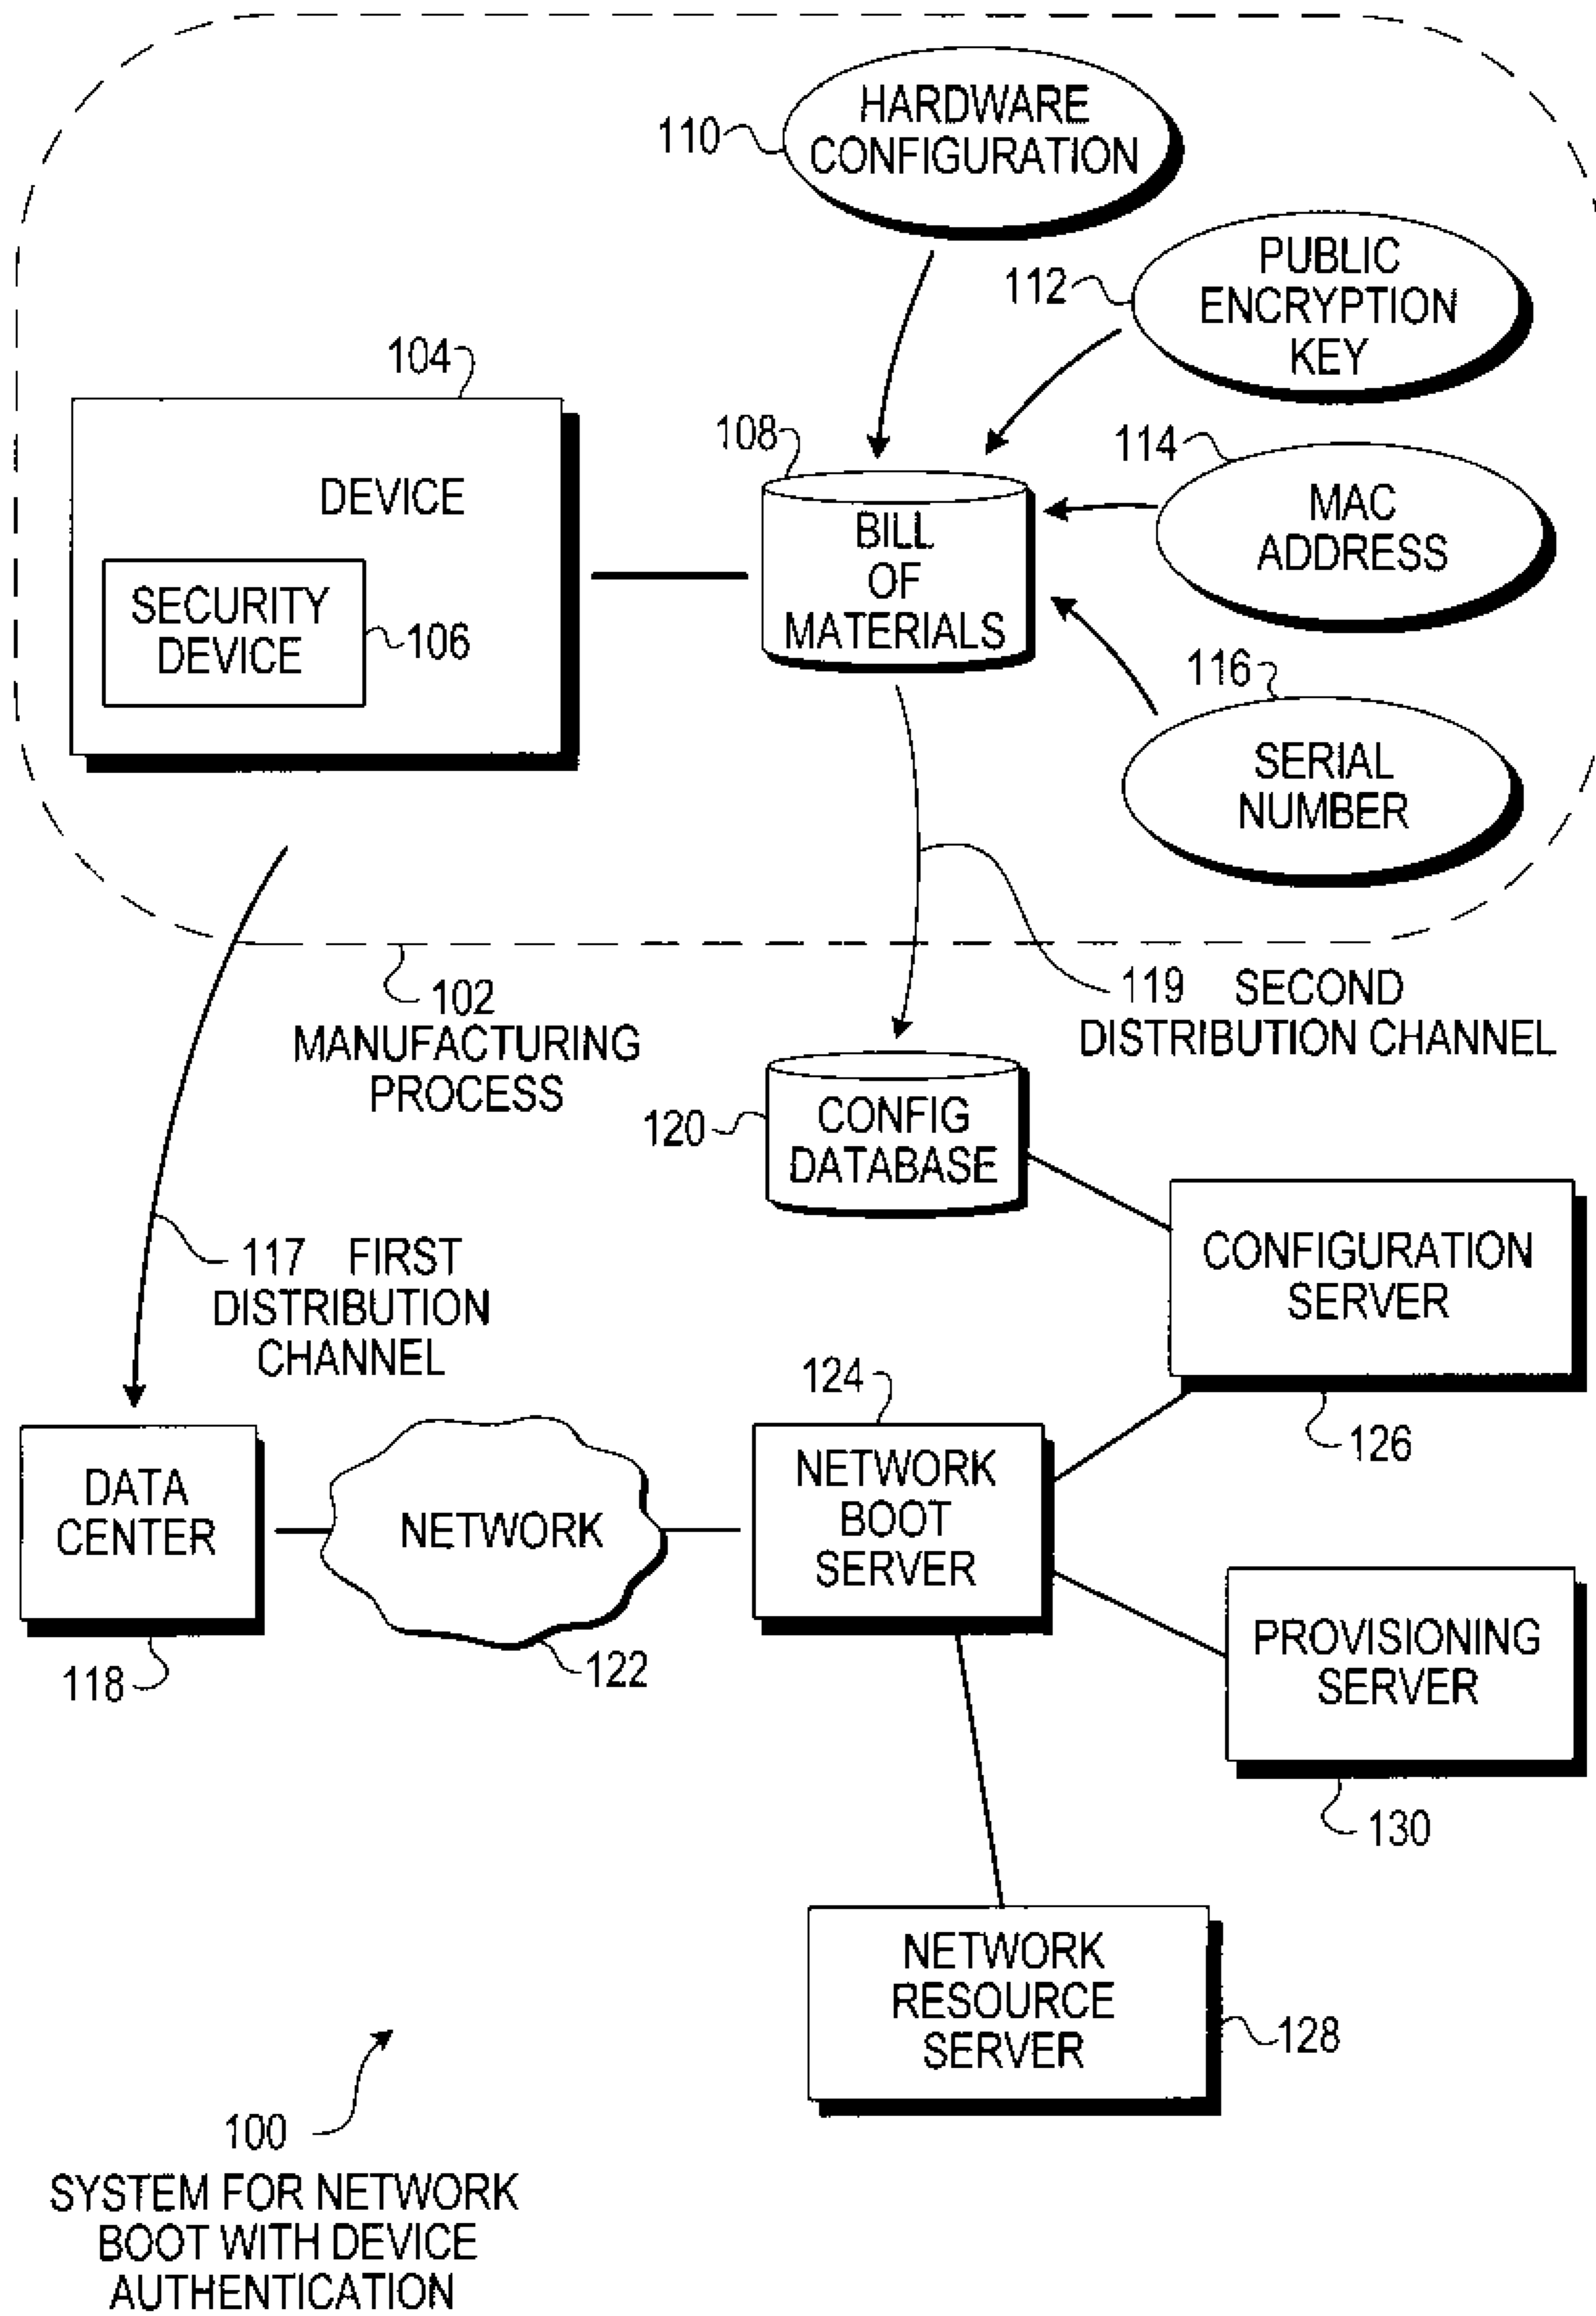 HARDWARE
CONFIGURATION
110
PUBLIC
ENCRYPTION
KEY
112
104
DEVICE
SECURITY
DEVICE
106
108
BILL
OF
MATERIALS
114
MAC
ADDRESS
116
SERIAL
NUMBER
102
MANUFACTURING
PROCESS
119 SECOND
DISTRIBUTION CHANNEL
120
CONFIG
DATABASE
117 FIRST
DISTRIBUTION
CHANNEL
CONFIGURATION
SERVER
126
124
NETWORK
BOOT
SERVER
DATA
CENTER
118
NETWORK
122
PROVISIONING
SERVER
130
NETWORK
RESOURCE
SERVER
128
100
SYSTEM FOR NETWORK
BOOT WITH DEVICE
AUTHENTICATION